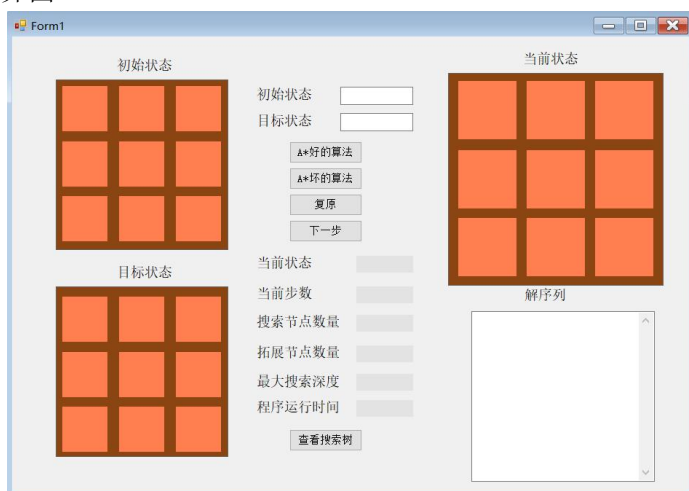 Form1
初始状态
初始状态
目标状态
A*好的算法
A*坏的算法
复原
下一步
目标状态
当前状态
当前步数
搜索节点数量
拓展节点数量
最大搜索深度
程序运行时间
查看搜索树
当前状态
解序列